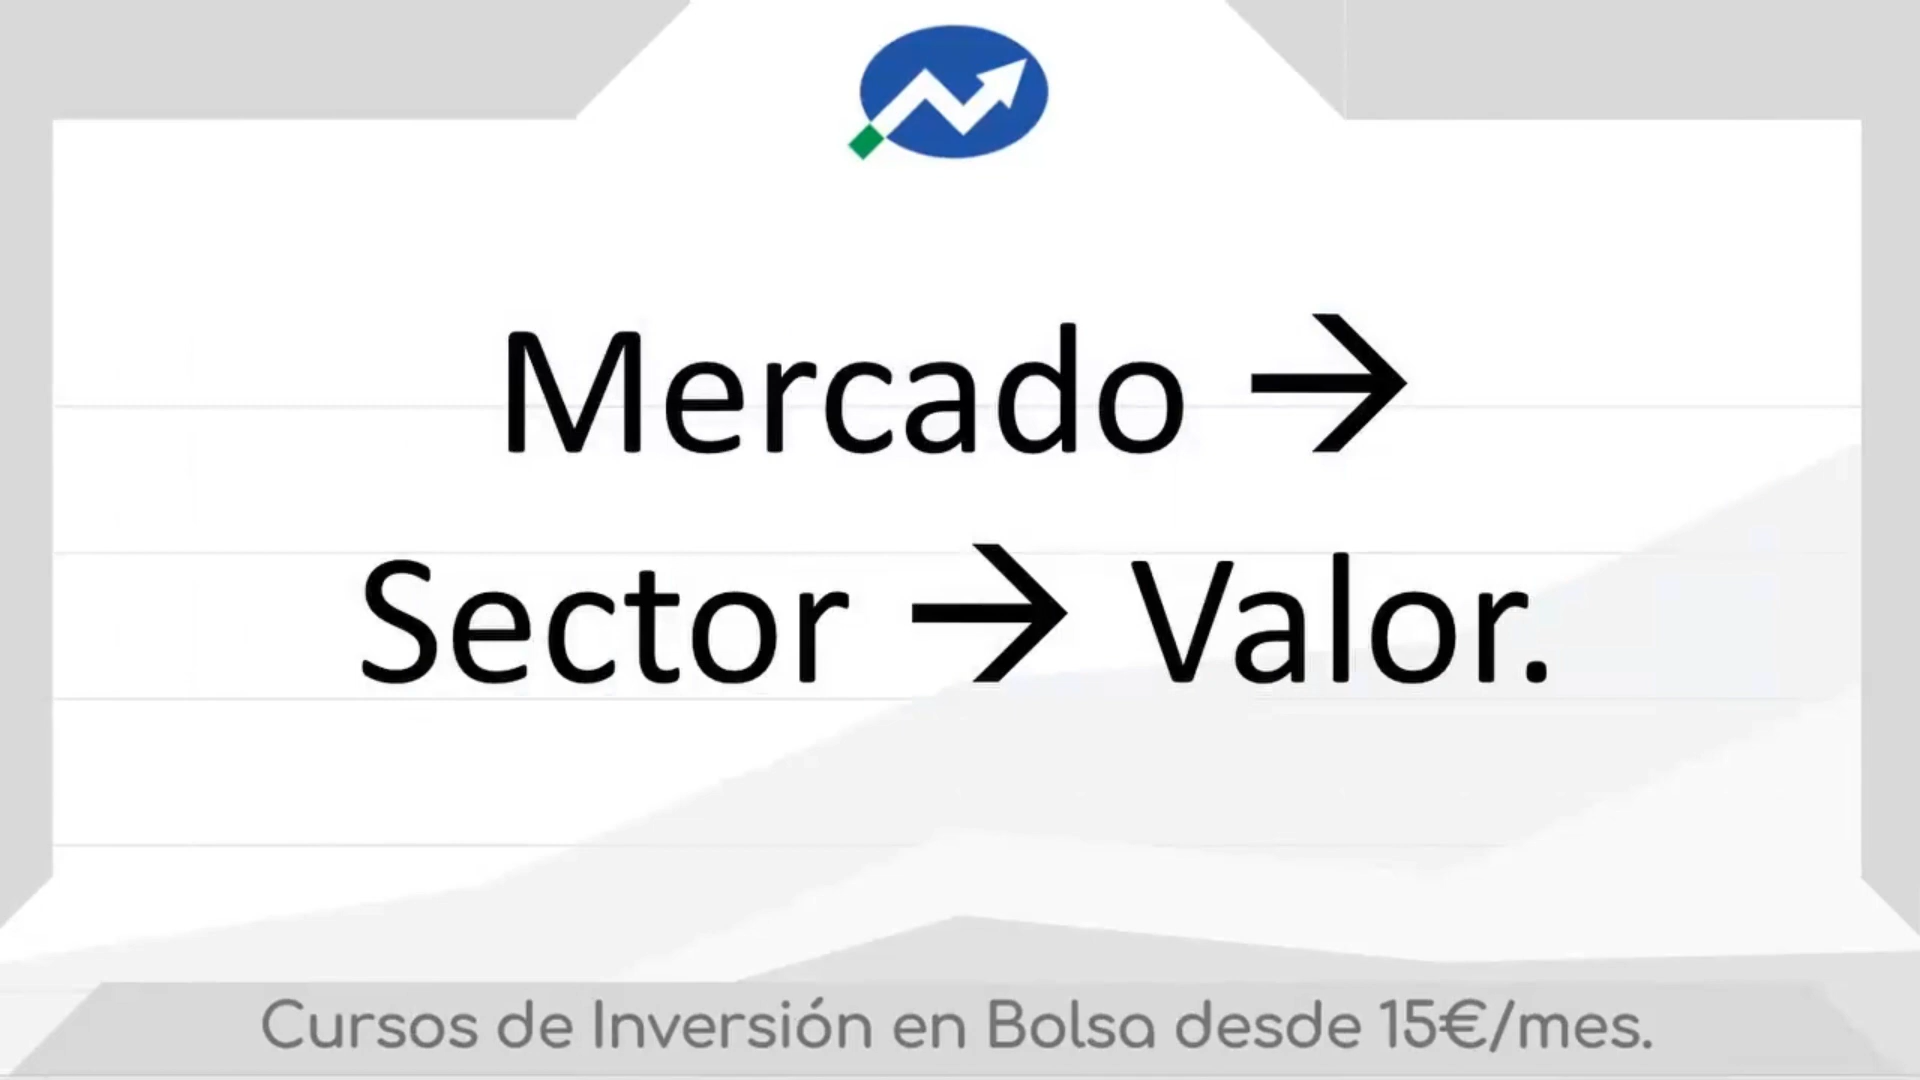 Mercado →
Sector → Valor.
Cursos de Inversión en Bolsa desde 15€/mes.